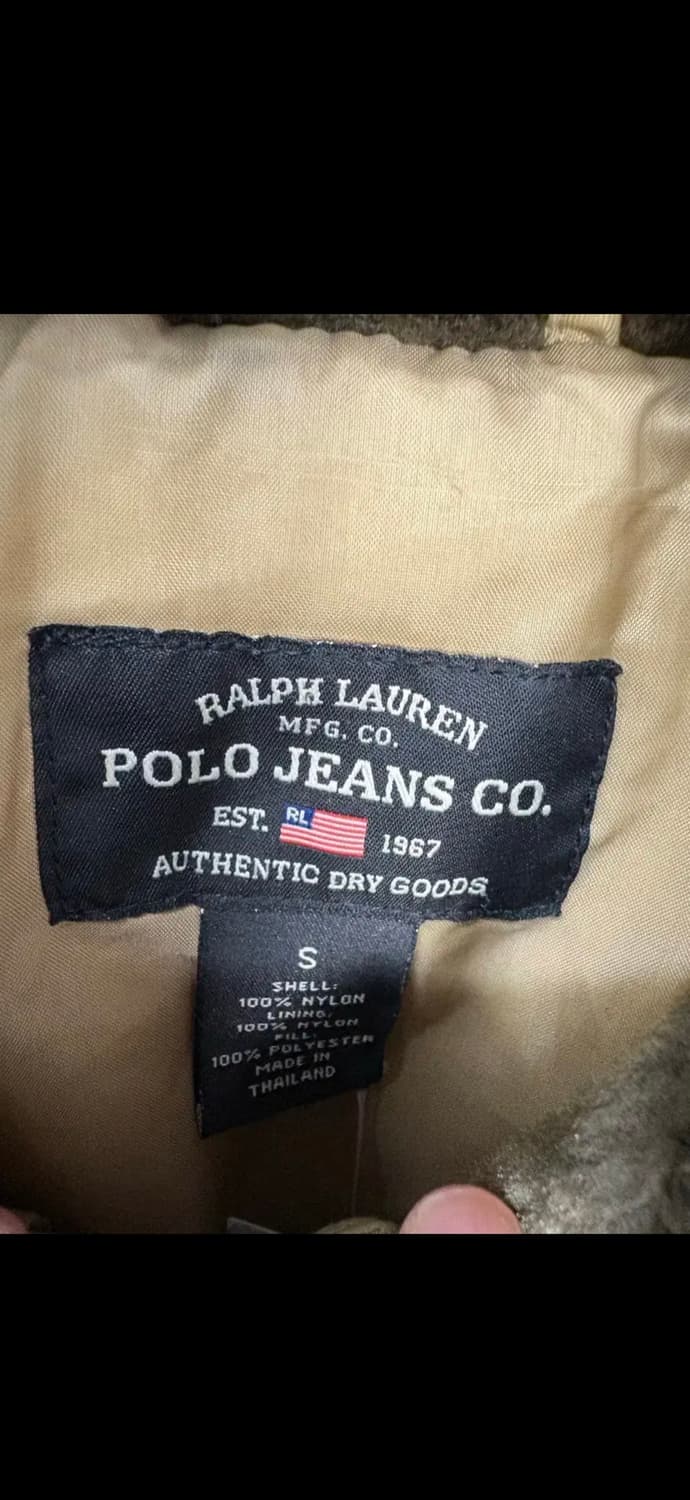 RALPH LAUREN
MFG. CO.
POLO JEANS CO.
EST. RL 1967
AUTHENTIC DRY GOODS
S
SHELL:
100% NYLON
LINING:
100% NYLON
FILL:
100% POLYESTER
MADE IN
THAILAND